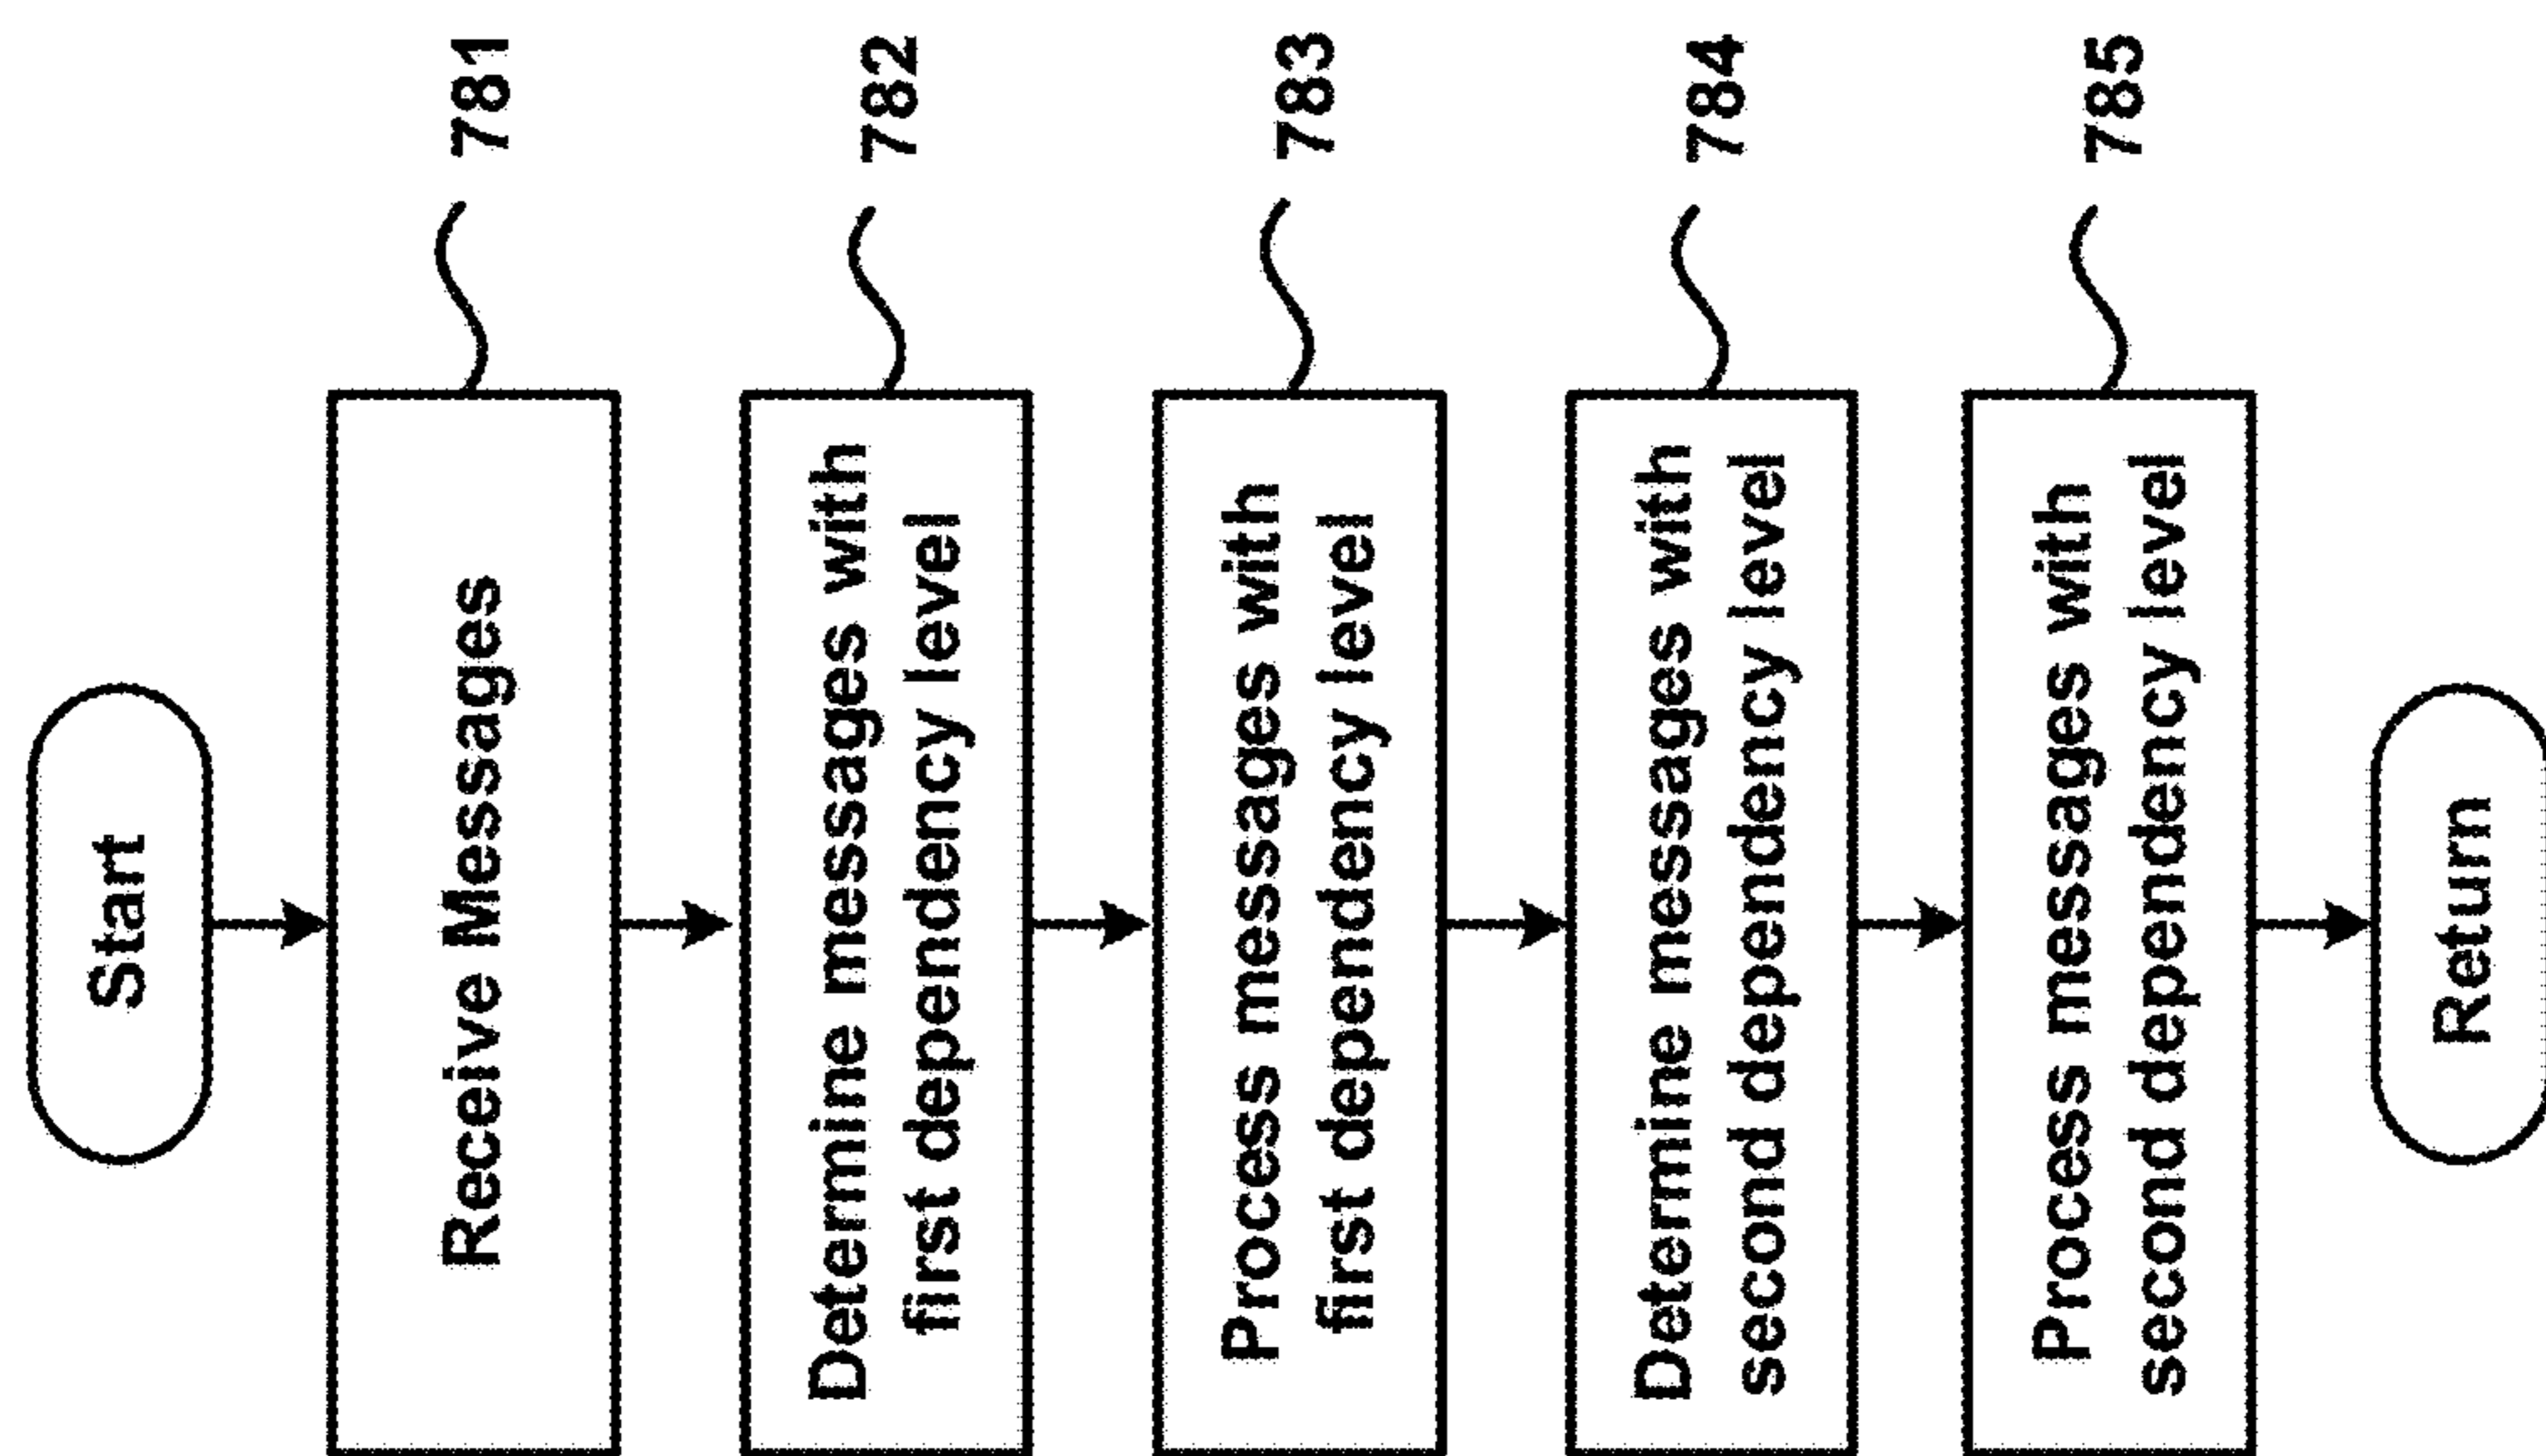 Start
Receive Messages
781
Determine messages with
first dependency level
782
Process messages with
first dependency level
783
Determine messages with
second dependency level
784
Process messages with
second dependency level
785
Return